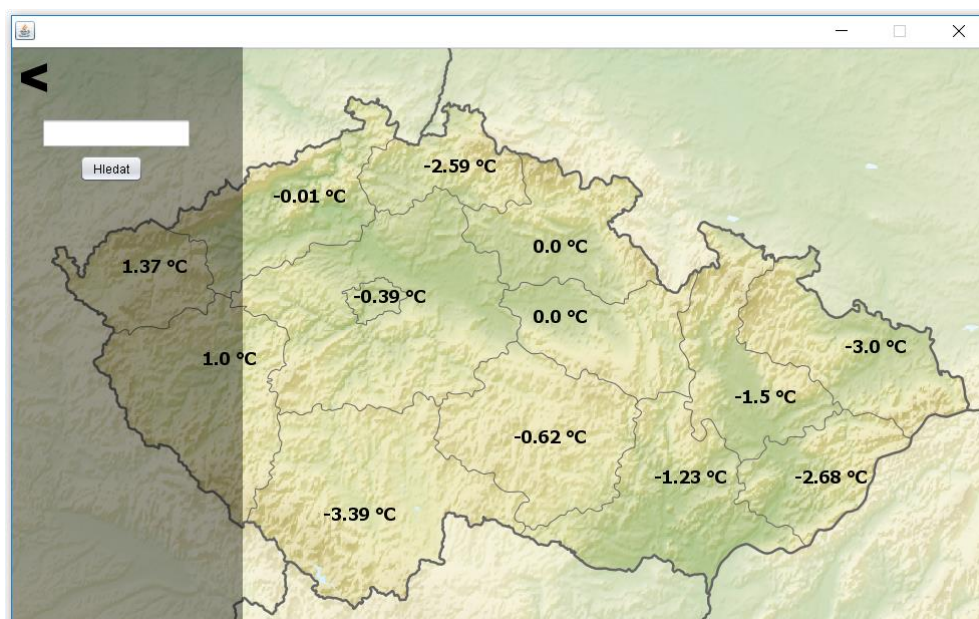 <
Hledat
-2.59 °C
-0.01 °C
0.0 °C
1.37 °C
-0.39 °C
0.0 °C
-3.0 °C
1.0 °C
-1.5 °C
-0.62 °C
-1.23 °C
-2.68 °C
-3.39 °C